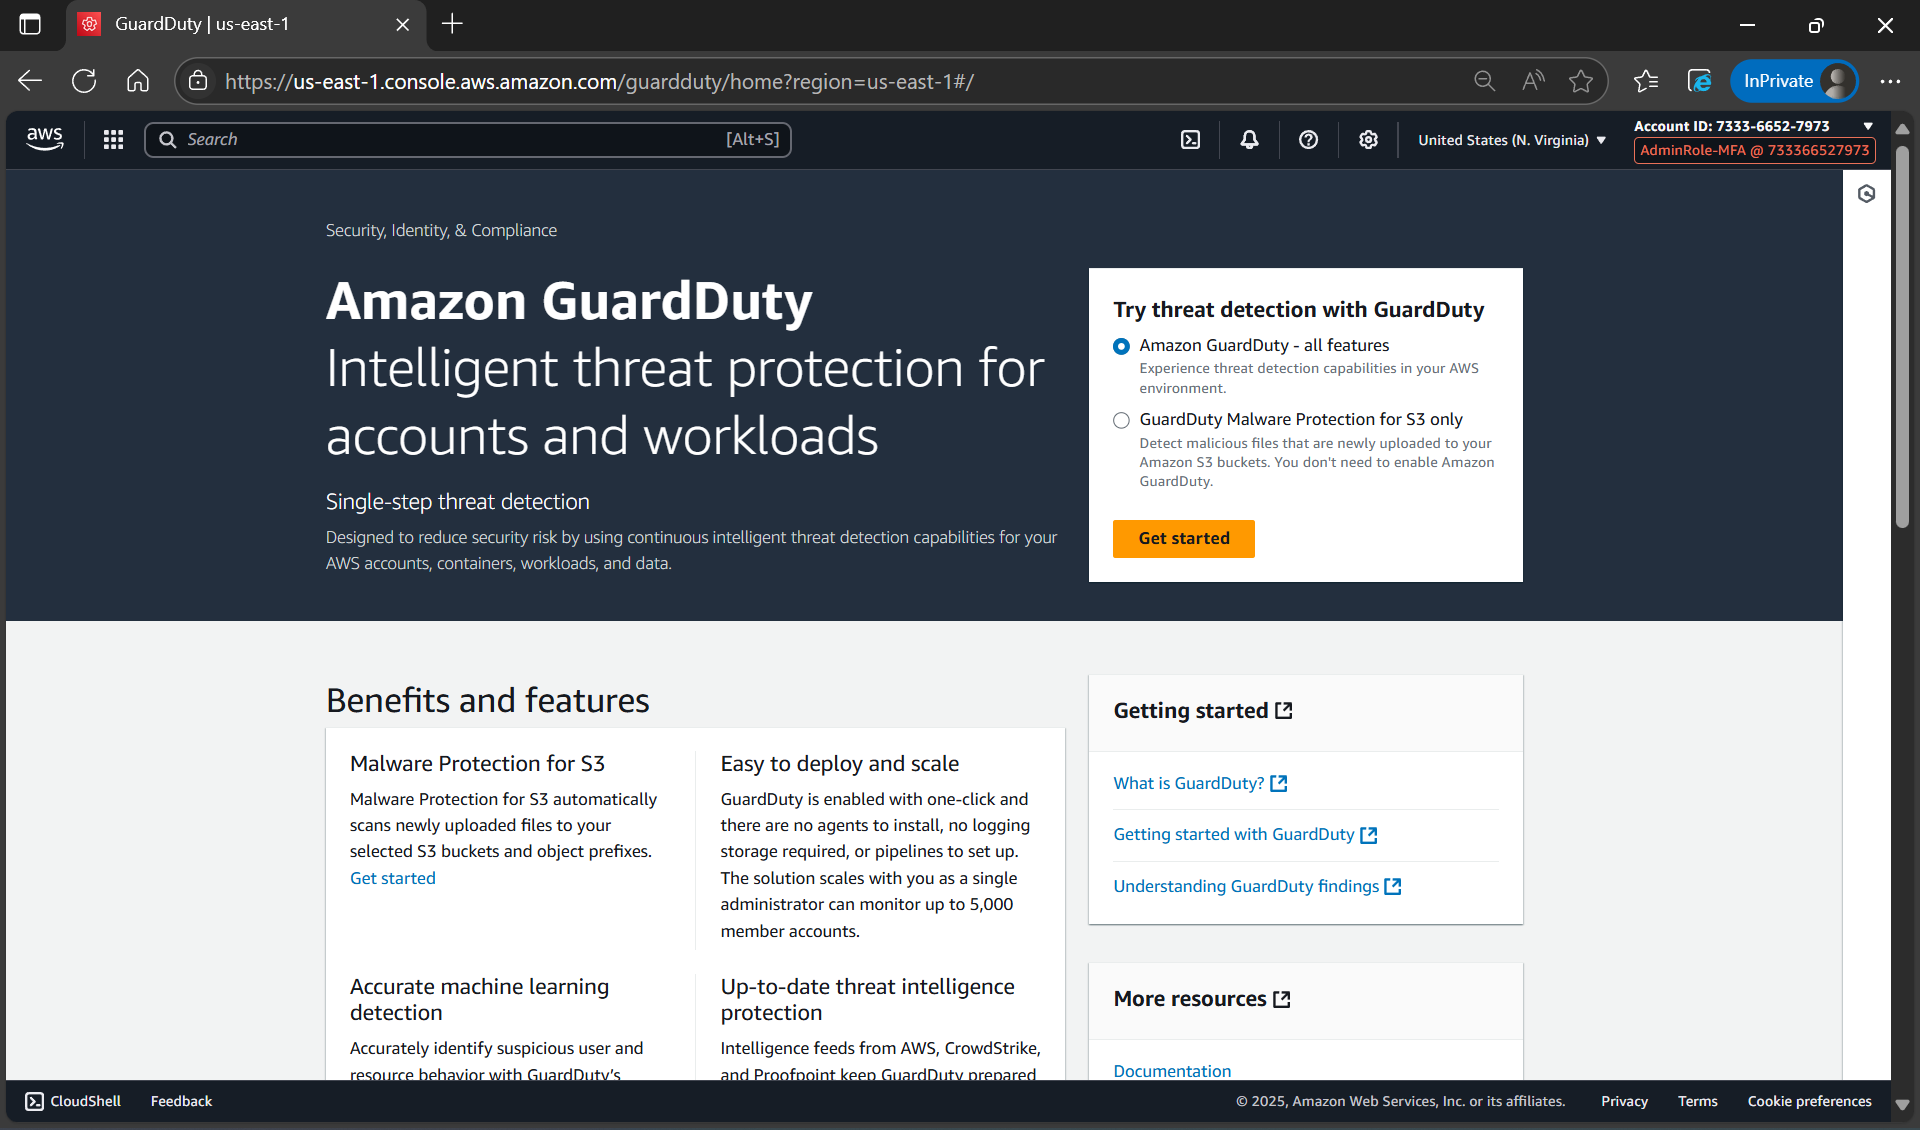 GuardDuty | us-east-1
https://us-east-1.console.aws.amazon.com/guardduty/home?region=us-east-1#/
InPrivate
aws
Search
[Alt+S]
United States (N. Virginia)
Account ID: 7333-6652-7973
AdminRole-MFA @ 733366527973
Security, Identity, & Compliance
Amazon GuardDuty
Intelligent threat protection for
accounts and workloads
Single-step threat detection
Designed to reduce security risk by using continuous intelligent threat detection capabilities for your
AWS accounts, containers, workloads, and data.
Try threat detection with GuardDuty
Amazon GuardDuty - all features
Experience threat detection capabilities in your AWS
environment.
GuardDuty Malware Protection for S3 only
Detect malicious files that are newly uploaded to your
Amazon S3 buckets. You don't need to enable Amazon
GuardDuty.
Get started
Benefits and features
Malware Protection for S3
Malware Protection for S3 automatically
scans newly uploaded files to your
selected S3 buckets and object prefixes.
Get started
Easy to deploy and scale
GuardDuty is enabled with one-click and
there are no agents to install, no logging
storage required, or pipelines to set up.
The solution scales with you as a single
administrator can monitor up to 5,000
member accounts.
Accurate machine learning
detection
Accurately identify suspicious user and
resource behavior with GuardDuty's
Up-to-date threat intelligence
protection
Intelligence feeds from AWS, CrowdStrike,
and Proofpoint keep GuardDuty prepared
Getting started
What is GuardDuty?
Getting started with GuardDuty
Understanding GuardDuty findings
More resources
Documentation
CloudShell
Feedback
© 2025, Amazon Web Services, Inc. or its affiliates.
Privacy
Terms
Cookie preferences